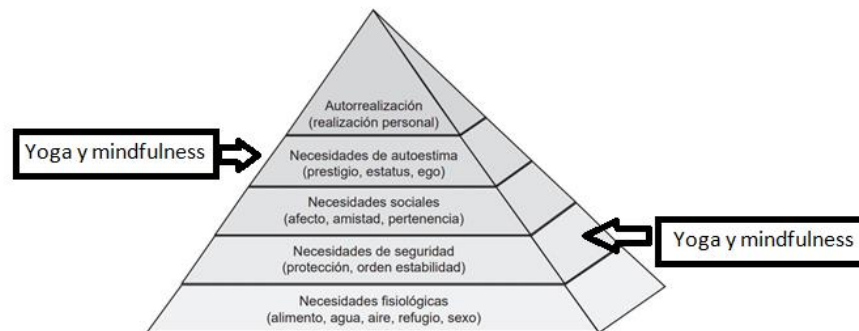 Autorrealización
(realización personal)
Yoga y mindfulness
Necesidades de autoestima
(prestigio, estatus, ego)
Necesidades sociales
(afecto, amistad, pertenencia)
Yoga y mindfulness
Necesidades de seguridad
(protección, orden estabilidad)
Necesidades fisiológicas
(alimento, agua, aire, refugio, sexo)